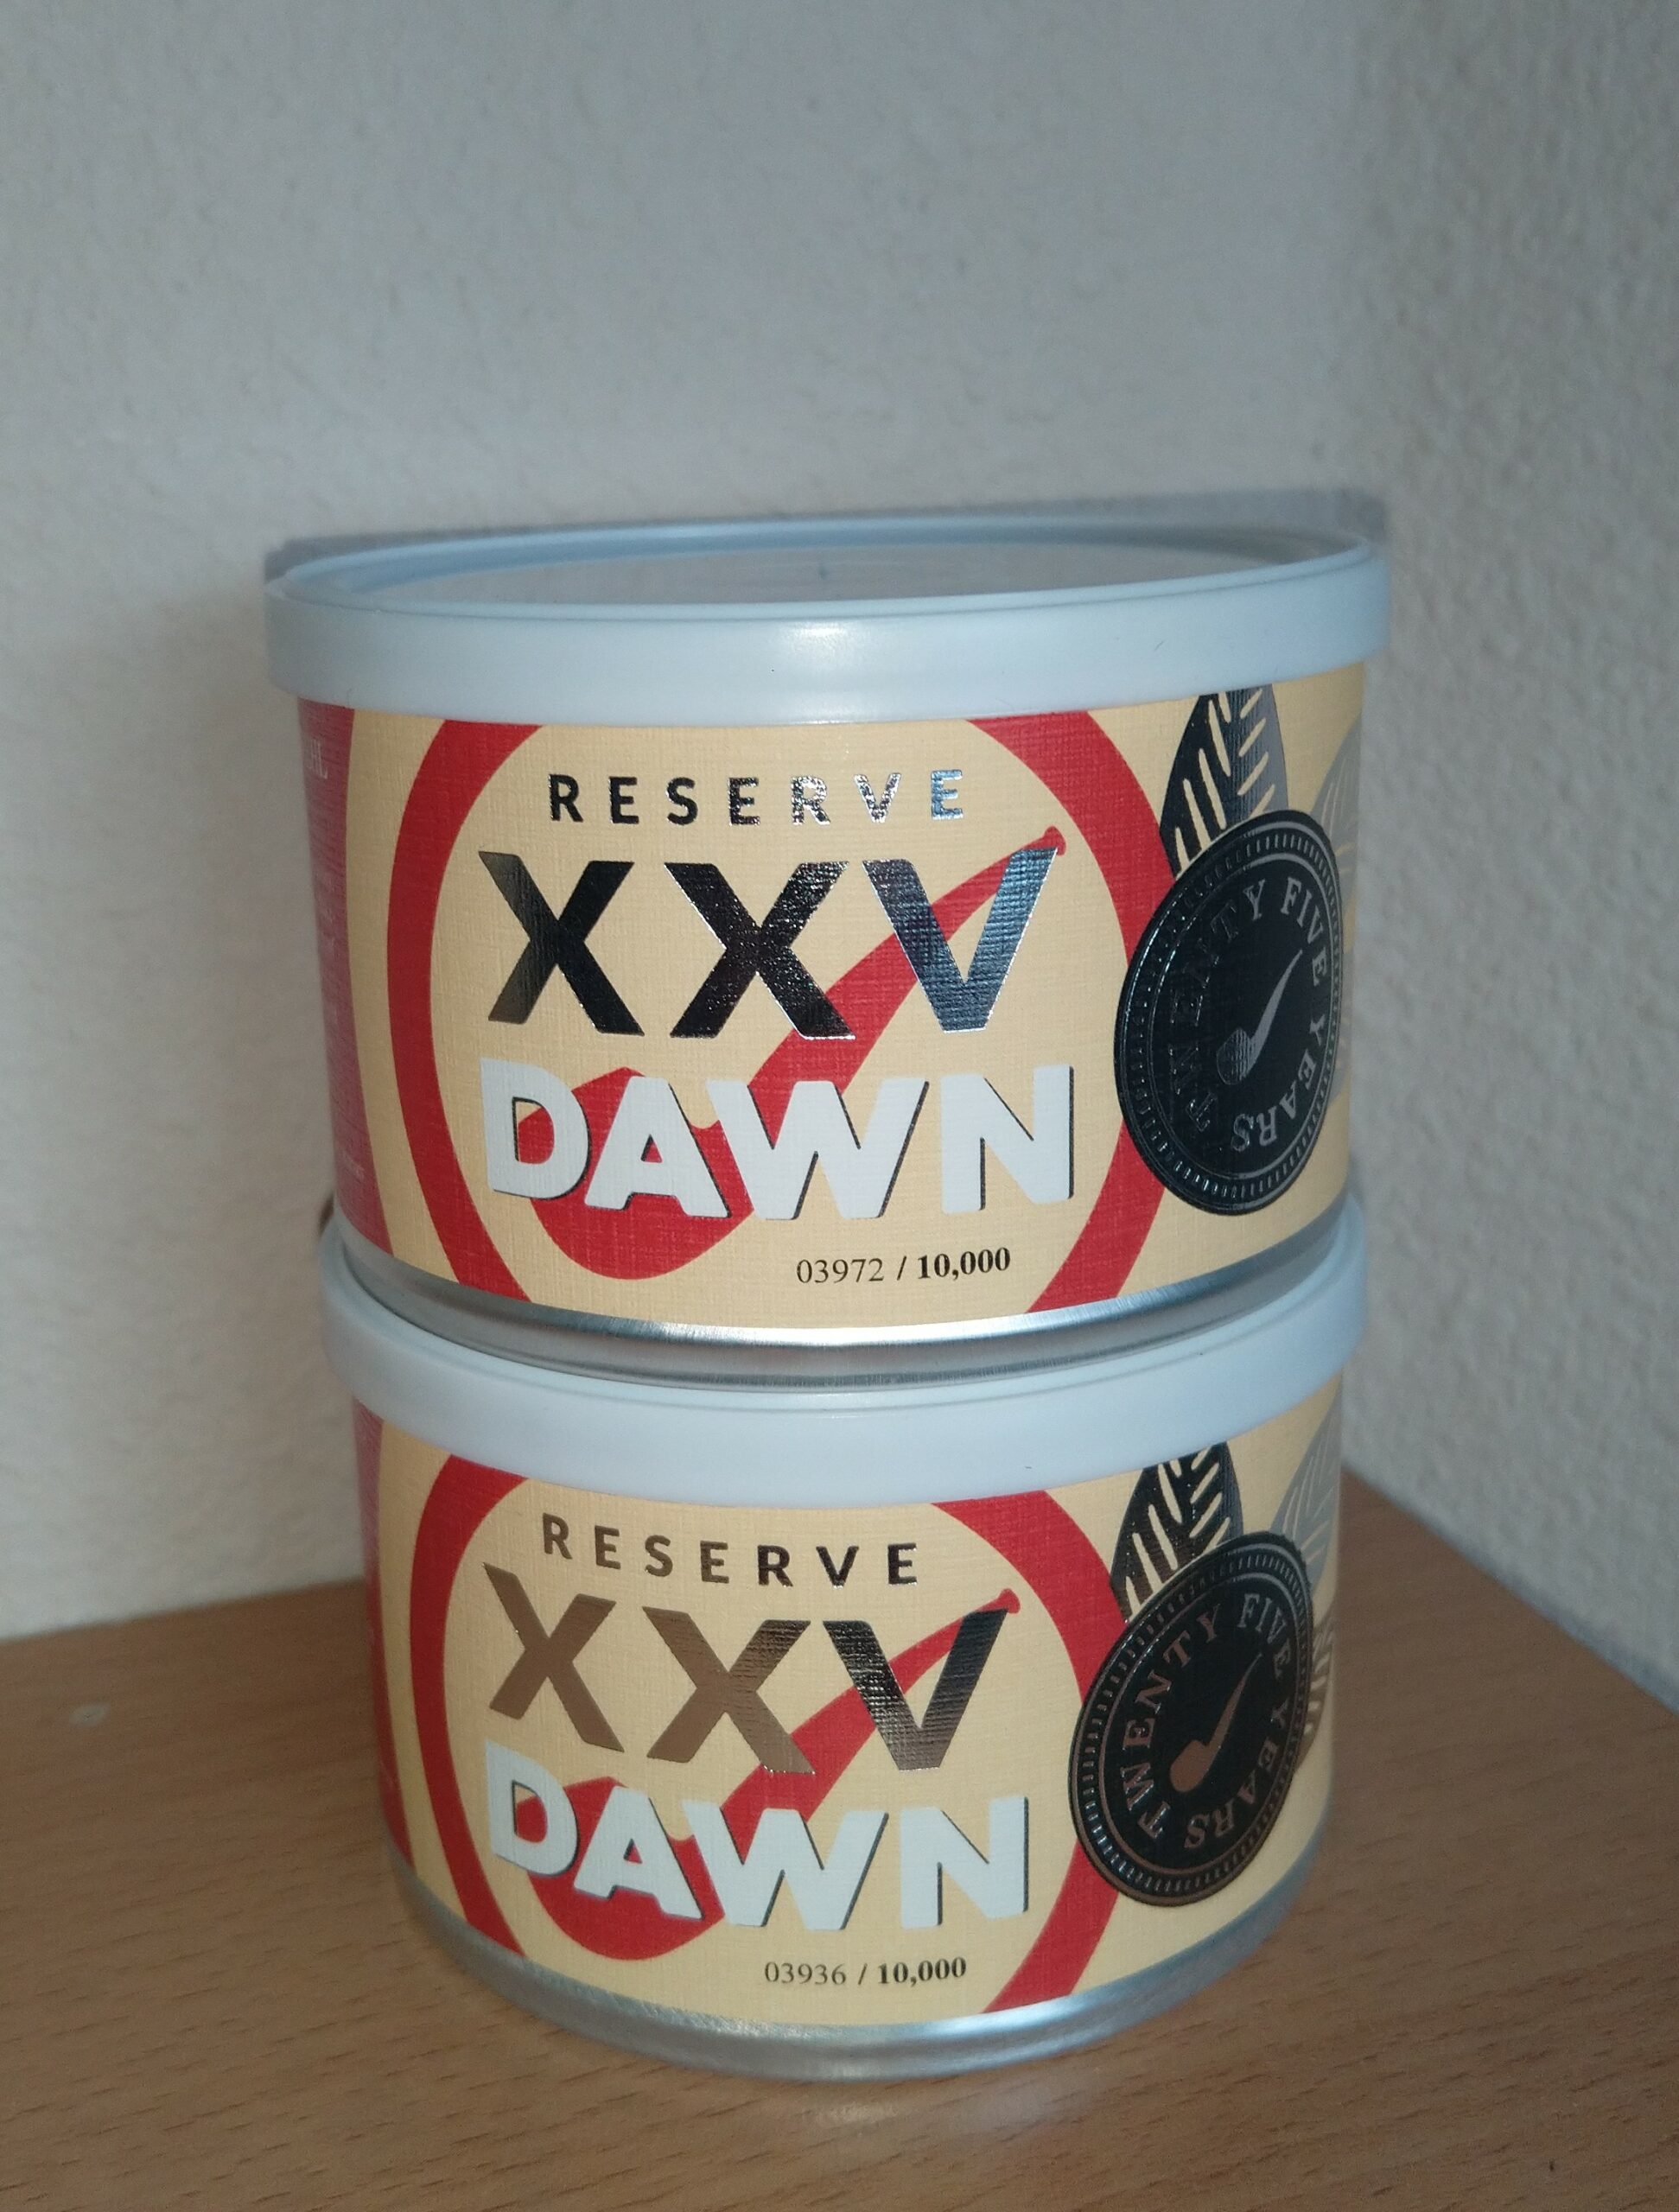 RESERVE
XXV
DAWN
03972 / 10,000
TWENTY FIVE YEARS
RESERVE
XXV
DAWN
03936 / 10,000
TWENTY FIVE YEARS